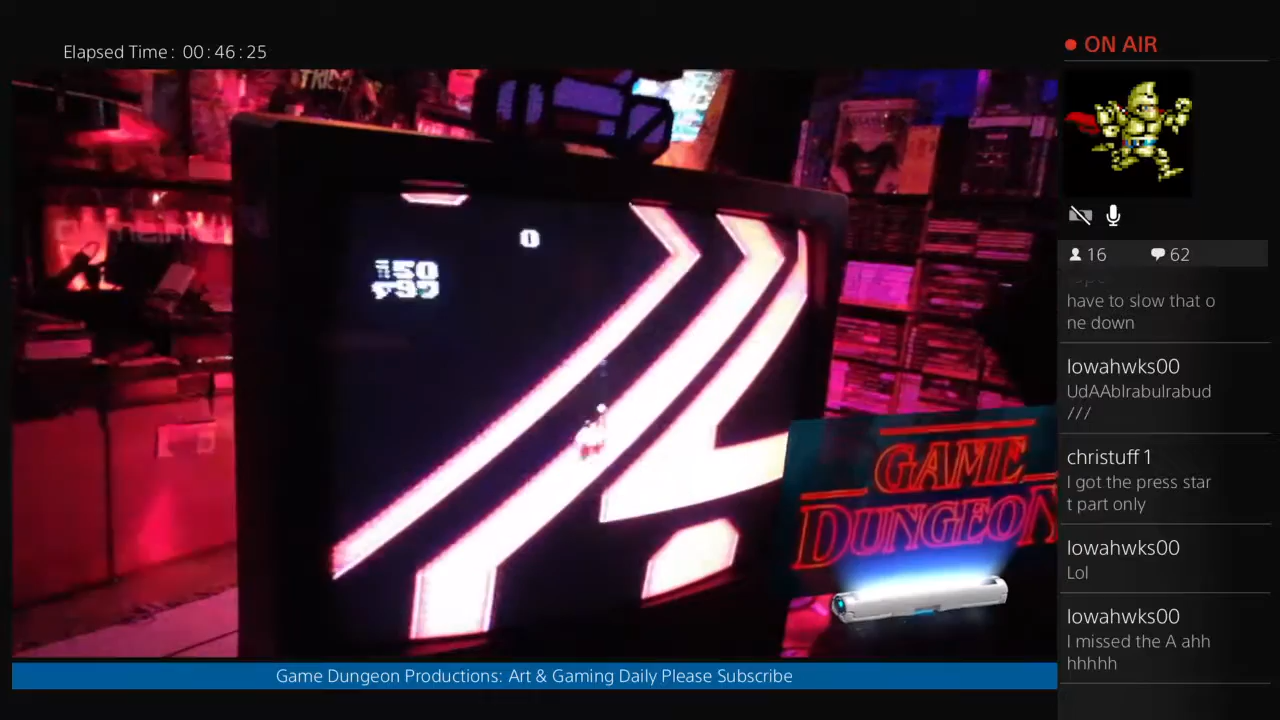 Elapsed Time: 00:46:25
ON AIR
0
50
16
62
have to slow that o
ne down
Iowahwks00
UdAAblrabulrabud
///
christuff1
I got the press star
t part only
Iowahwks00
Lol
Iowahwks00
I missed the A ahh
hhhhh
GAME
DUNGEON
Game Dungeon Productions: Art & Gaming Daily Please Subscribe